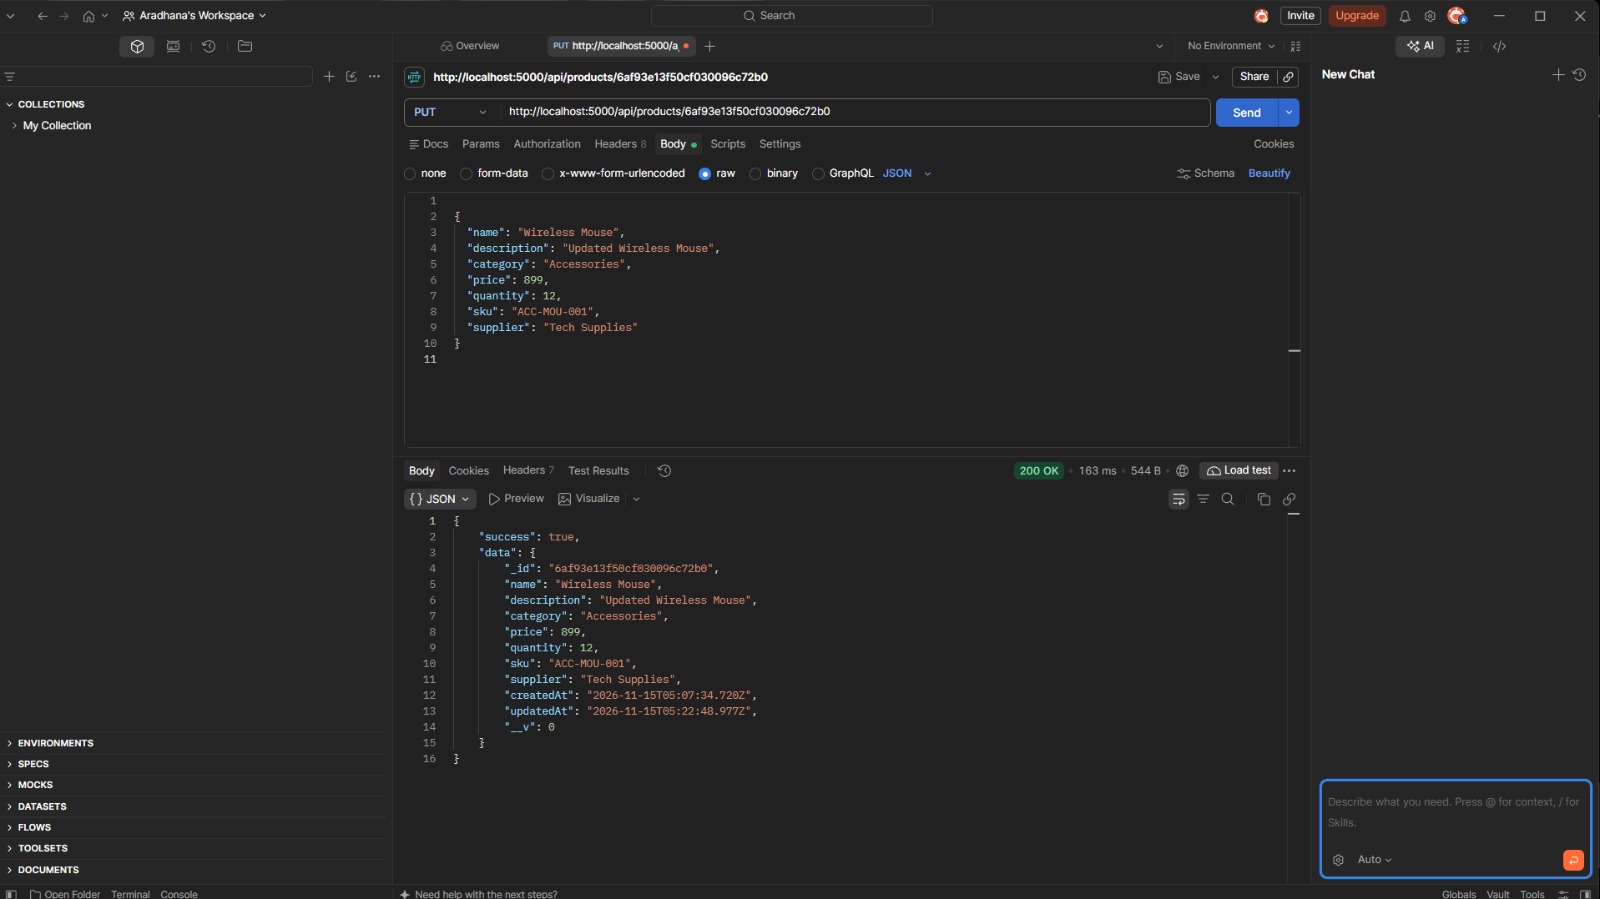 Aradhana's Workspace
Search
Invite
Upgrade
Overview
PUT http://localhost:5000/a
No Environment
AI
HTTP http://localhost:5000/api/products/6af93e13f50cf030096c72b0
Save
Share
New Chat
COLLECTIONS
My Collection
PUT
http://localhost:5000/api/products/6af93e13f50cf030096c72b0
Send
Docs
Params
Authorization
Headers 8
Body
Scripts
Settings
Cookies
none
form-data
x-www-form-urlencoded
raw
binary
GraphQL
JSON
Schema
Beautify
1
2 {
3 "name": "Wireless Mouse",
4 "description": "Updated Wireless Mouse",
5 "category": "Accessories",
6 "price": 899,
7 "quantity": 12,
8 "sku": "ACC-MOU-001",
9 "supplier": "Tech Supplies"
10 }
11
Body
Cookies
Headers 7
Test Results
200 OK
163 ms
544 B
Load test
{} JSON
Preview
Visualize
1 {
2 "success": true,
3 "data": {
4 "_id": "6af93e13f50cf030096c72b0",
5 "name": "Wireless Mouse",
6 "description": "Updated Wireless Mouse",
7 "category": "Accessories",
8 "price": 899,
9 "quantity": 12,
10 "sku": "ACC-MOU-001",
11 "supplier": "Tech Supplies",
12 "createdAt": "2026-11-15T05:07:34.720Z",
13 "updatedAt": "2026-11-15T05:22:48.977Z",
14 "__v": 0
15 }
16 }
ENVIRONMENTS
SPECS
MOCKS
DATASETS
FLOWS
TOOLSETS
DOCUMENTS
Describe what you need. Press @ for context, / for
Skills.
Auto
Open Folder
Terminal
Console
Need help with the next steps?
Globals
Vault
Tools